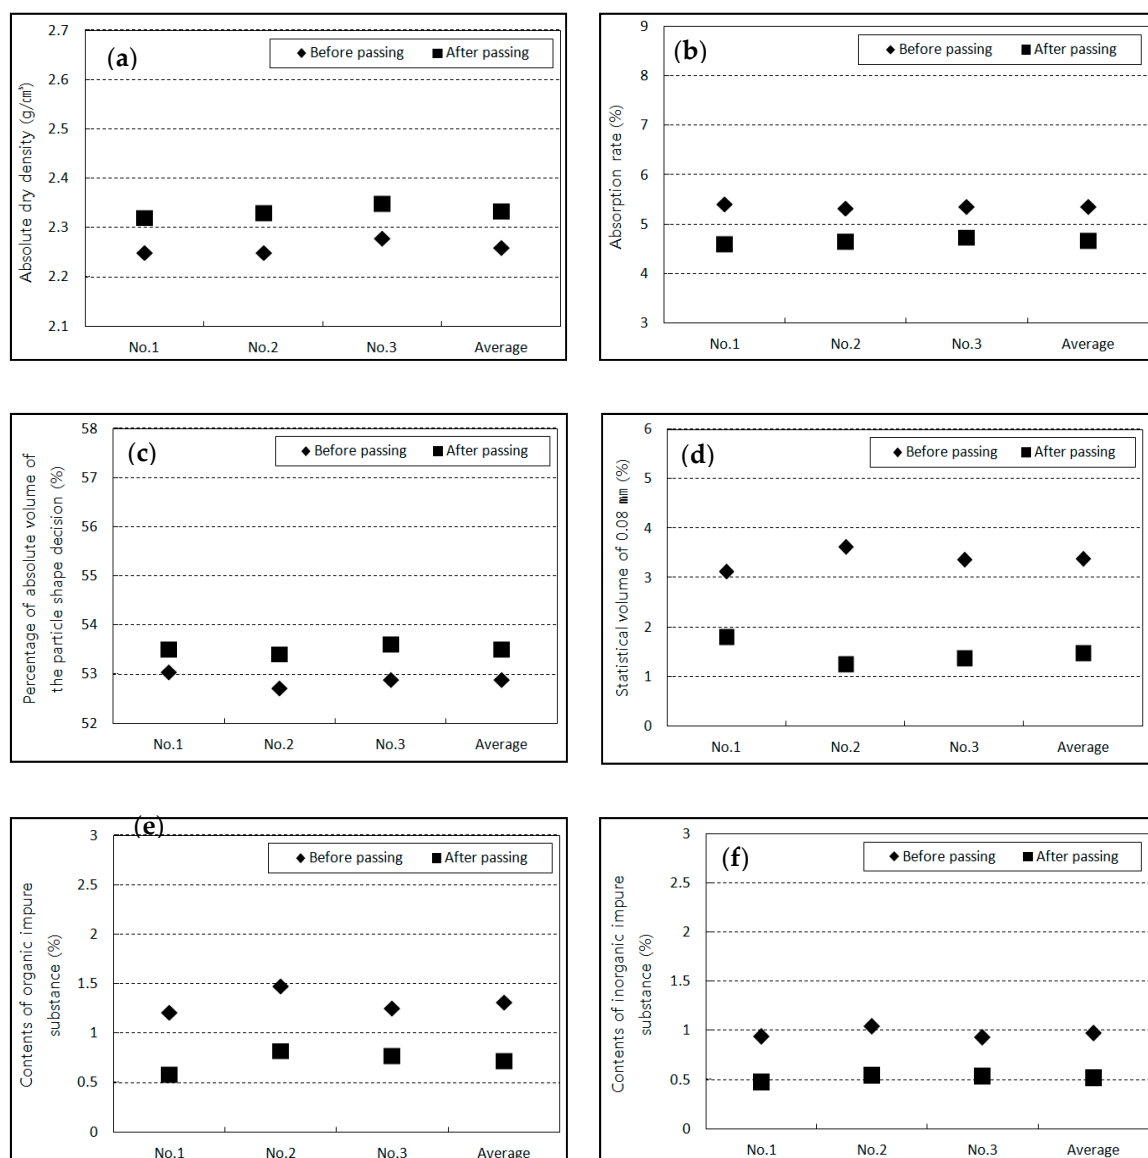 (a)
◆ Before passing ■ After passing
Absolute dry density (g/㎤)
2.7
2.6
2.5
2.4
2.3
2.2
2.1
No.1 No.2 No.3 Average
(b)
◆ Before passing ■ After passing
Absorption rate (%)
9
8
7
6
5
4
3
No.1 No.2 No.3 Average
(c)
◆ Before passing ■ After passing
Percentage of absolute volume of
the particle shape decision (%)
58
57
56
55
54
53
52
No.1 No.2 No.3 Average
(d)
◆ Before passing ■ After passing
Statistical volume of 0.08 ㎜ (%)
6
5
4
3
2
1
0
No.1 No.2 No.3 Average
(e)
◆ Before passing ■ After passing
Contents of organic impure
substance (%)
3
2.5
2
1.5
1
0.5
0
No.1 No.2 No.3 Average
(f)
◆ Before passing ■ After passing
Contents of inorganic impure
substance (%)
3
2.5
2
1.5
1
0.5
0
No.1 No.2 No.3 Average